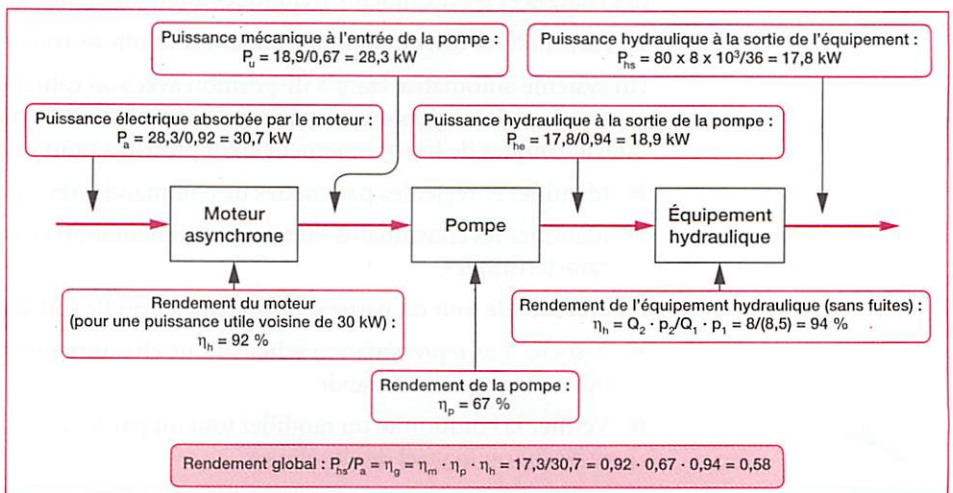 Puissance mécanique à l'entrée de la pompe :
P_u = 18,9/0,67 = 28,3 kW
Puissance hydraulique à la sortie de l'équipement :
P_hs = 80 x 8 x 10³/36 = 17,8 kW
Puissance électrique absorbée par le moteur :
P_a = 28,3/0,92 = 30,7 kW
Puissance hydraulique à la sortie de la pompe :
P_he = 17,8/0,94 = 18,9 kW
Moteur
asynchrone
Pompe
Équipement
hydraulique
Rendement du moteur
(pour une puissance utile voisine de 30 kW) :
η_h = 92 %
Rendement de l'équipement hydraulique (sans fuites) :
η_h = Q₂ · p₂/Q₁ · p₁ = 8/(8,5) = 94 %
Rendement de la pompe :
η_p = 67 %
Rendement global : P_hs/P_a = η_g = η_m · η_p · η_h = 17,3/30,7 = 0,92 · 0,67 · 0,94 = 0,58